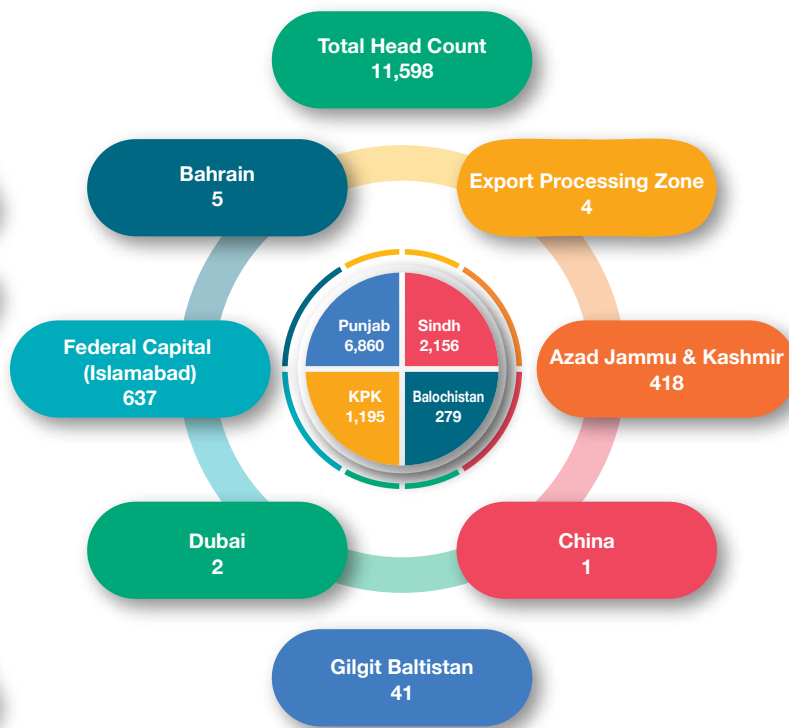 Total Head Count
11,598
Bahrain
5
Export Processing Zone
4
Punjab
6,860
Sindh
2,156
Federal Capital
(Islamabad)
637
Azad Jammu & Kashmir
418
KPK
1,195
Balochistan
279
Dubai
2
China
1
Gilgit Baltistan
41